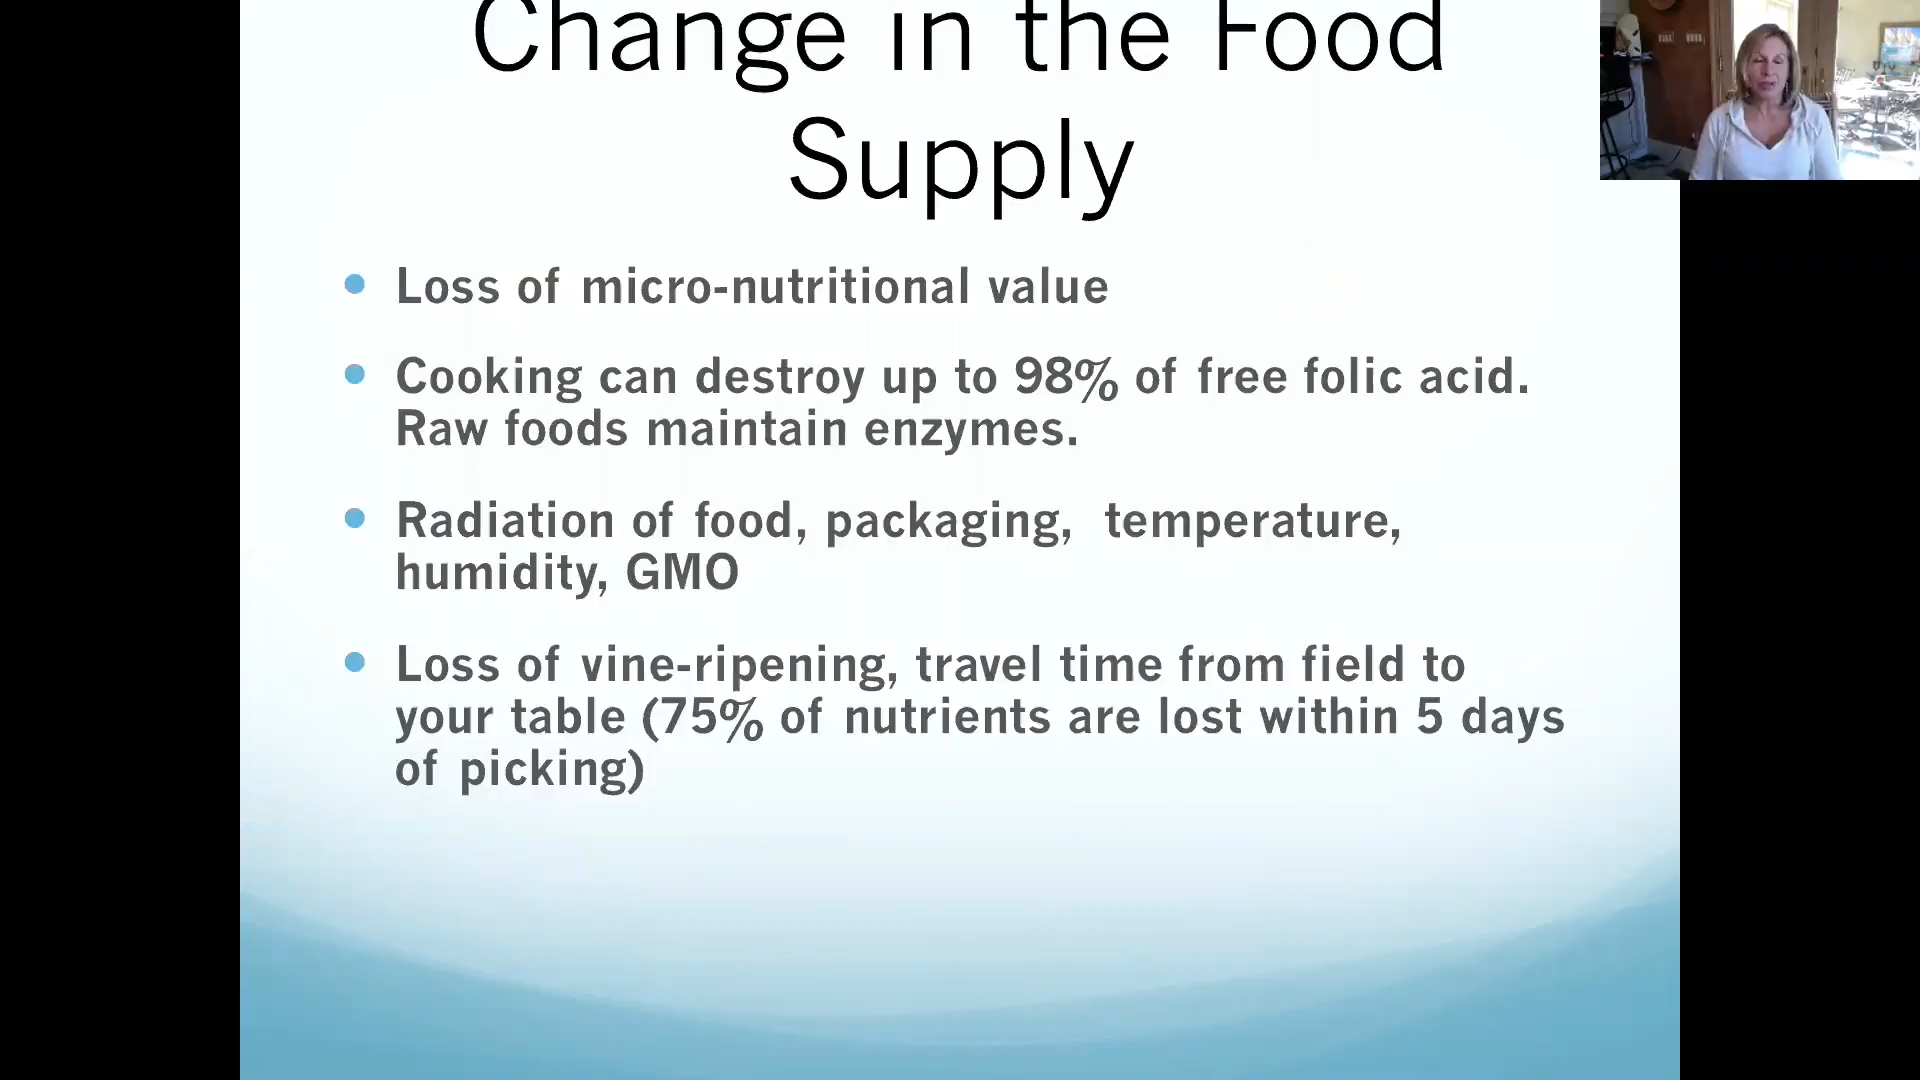 Change in the Food
Supply
Loss of micro-nutritional value
Cooking can destroy up to 98% of free folic acid.
Raw foods maintain enzymes.
Radiation of food, packaging, temperature,
humidity, GMO
Loss of vine-ripening, travel time from field to
your table (75% of nutrients are lost within 5 days
of picking)